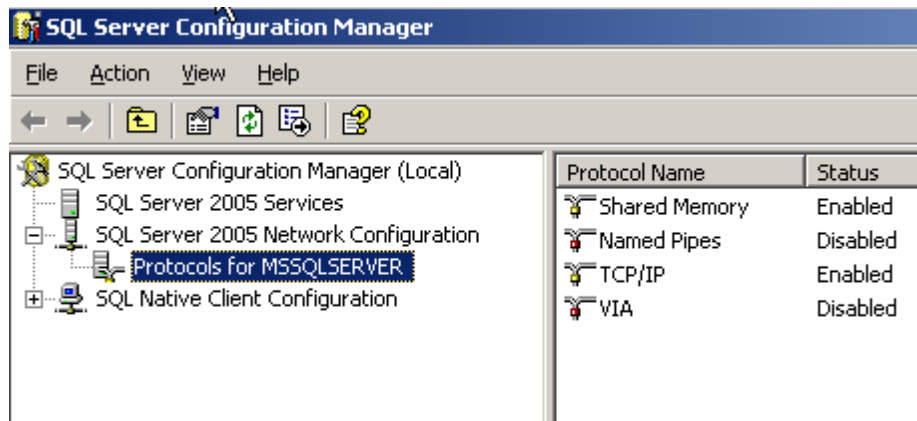 SQL Server Configuration Manager
File Action View Help
SQL Server Configuration Manager (Local)
SQL Server 2005 Services
SQL Server 2005 Network Configuration
Protocols for MSSQLSERVER
SQL Native Client Configuration
Protocol Name Status
Shared Memory Enabled
Named Pipes Disabled
TCP/IP Enabled
VIA Disabled